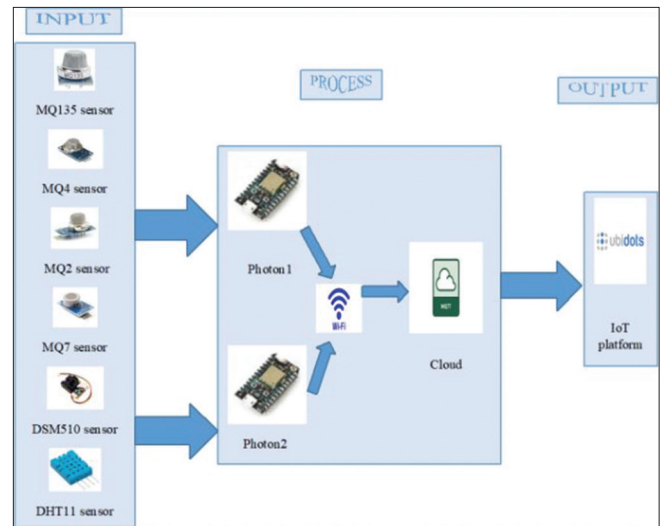 INPUT
MQ135
MQ135 sensor
MQ4 sensor
MQ2 sensor
MQ7 sensor
DSM510 sensor
DHT11 sensor
PROCESS
Photon1
Photon2
Wi-Fi
Cloud
OUTPUT
ubidots
IoT
platform